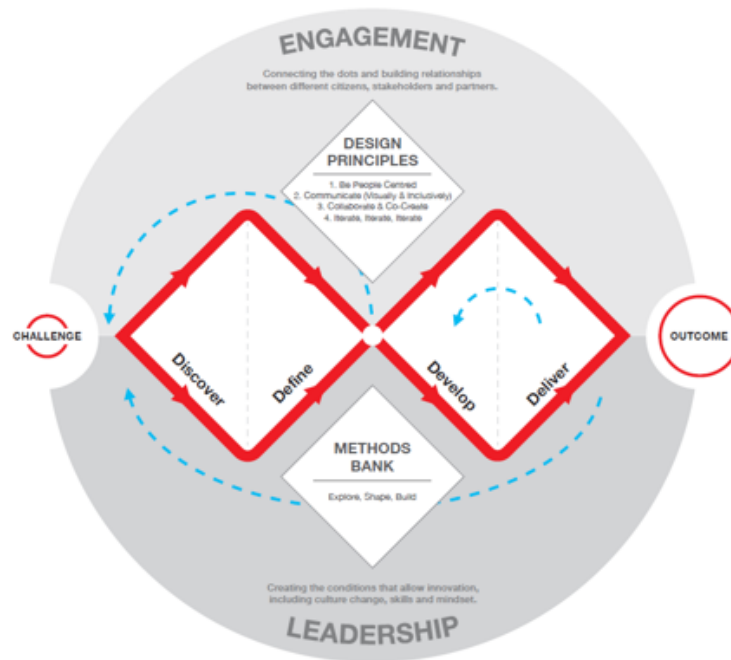 ENGAGEMENT
Connecting the dots and building relationships
between different citizens, stakeholders and partners.
DESIGN
PRINCIPLES
1. Be People Centred
2. Communicate (Visually & Inclusively)
3. Collaborate & Co-Create
4. Iterate, Iterate, Iterate
CHALLENGE
OUTCOME
Discover
Define
Develop
Deliver
METHODS
BANK
Explore, Shape, Build
Creating the conditions that allow innovation,
including culture change, skills and mindset.
LEADERSHIP